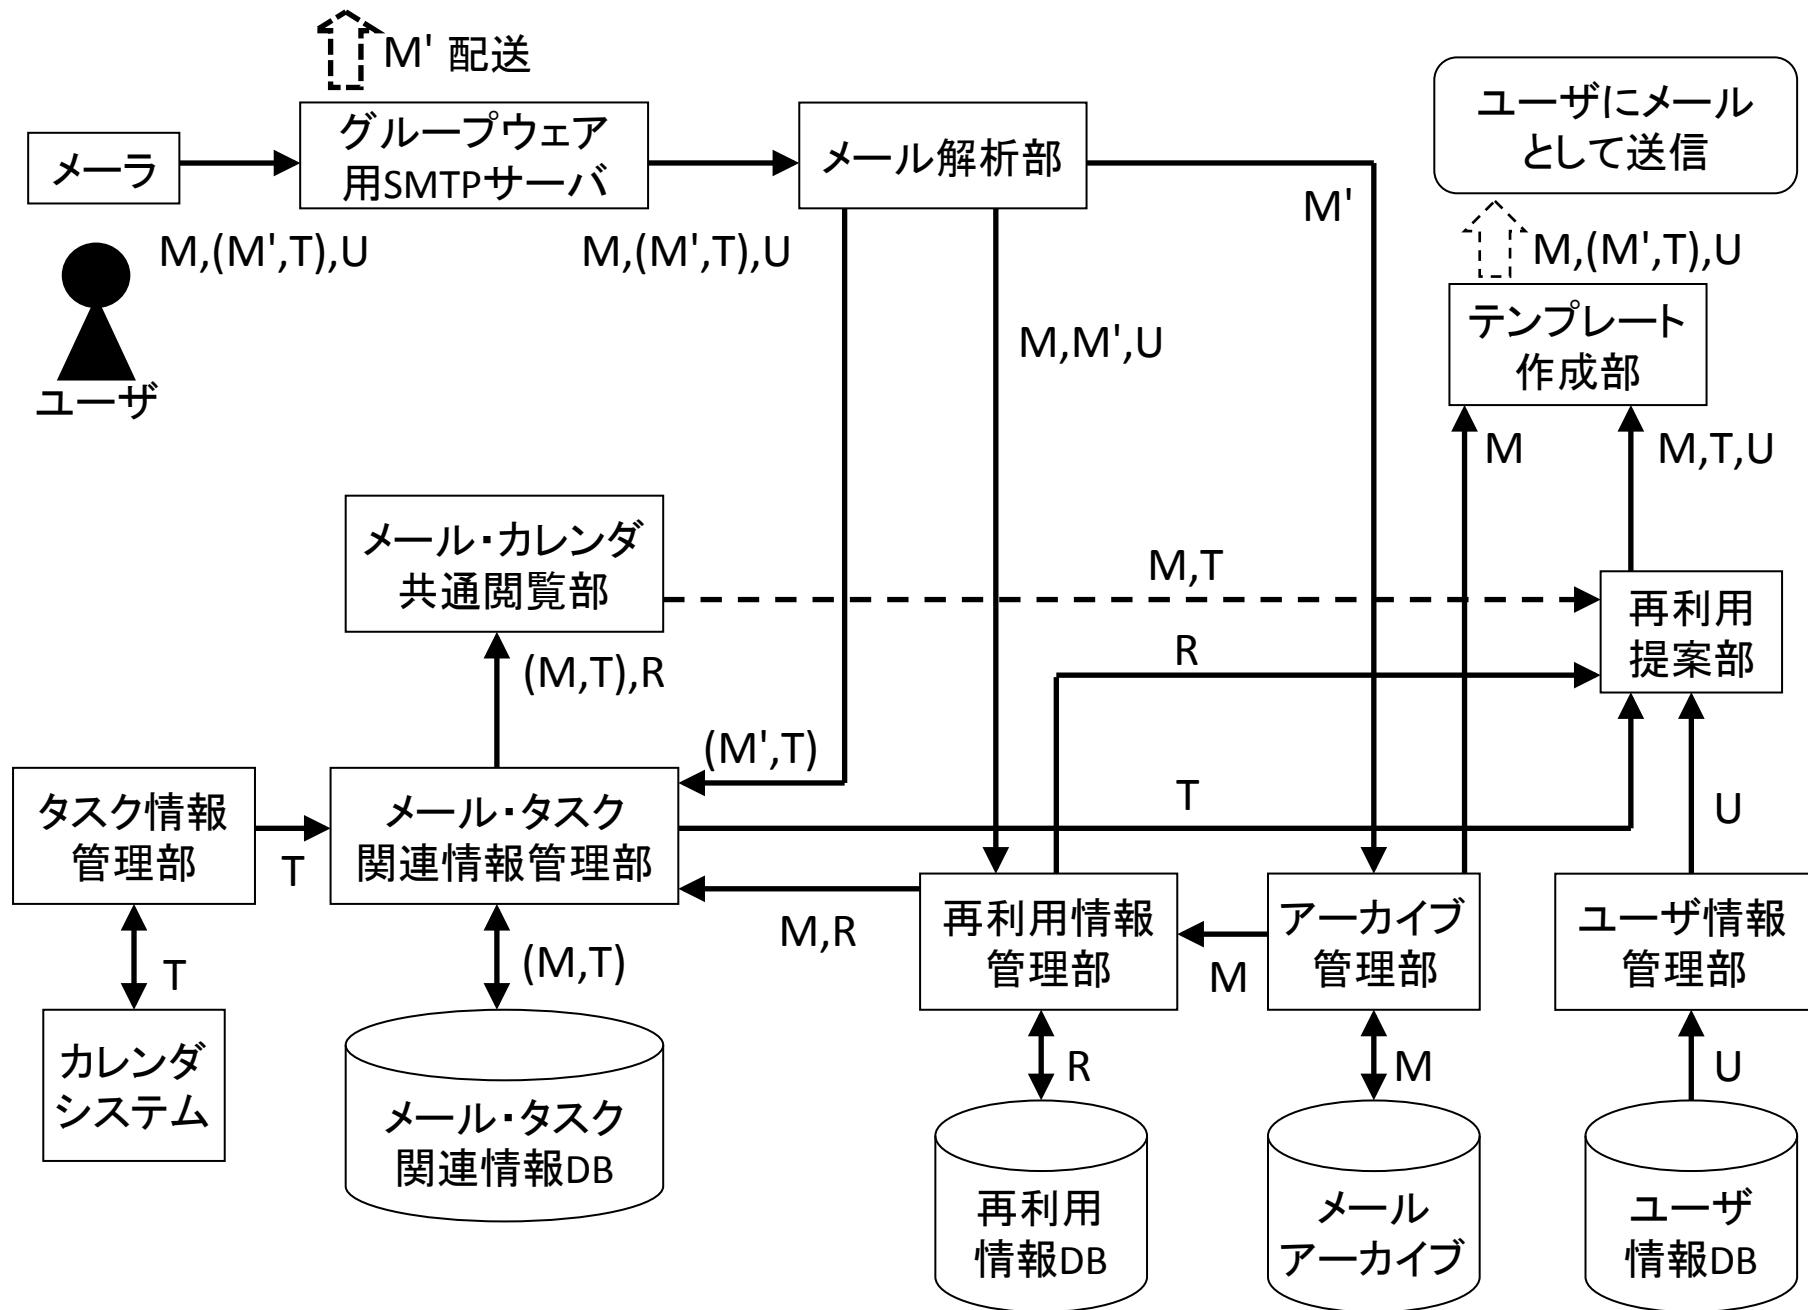 M' 配送
メーラ
グループウェア
用SMTPサーバ
メール解析部
ユーザにメール
として送信
M'
M,(M',T),U
M,(M',T),U
M,(M',T),U
ユーザ
M,M',U
テンプレート
作成部
M
M,T,U
メール・カレンダ
共通閲覧部
M,T
再利用
提案部
R
(M,T),R
(M',T)
T
U
タスク情報
管理部
T
メール・タスク
関連情報管理部
M,R
再利用情報
管理部
M
アーカイブ
管理部
ユーザ情報
管理部
T
(M,T)
R
M
U
カレンダ
システム
メール・タスク
関連情報DB
再利用
情報DB
メール
アーカイブ
ユーザ
情報DB